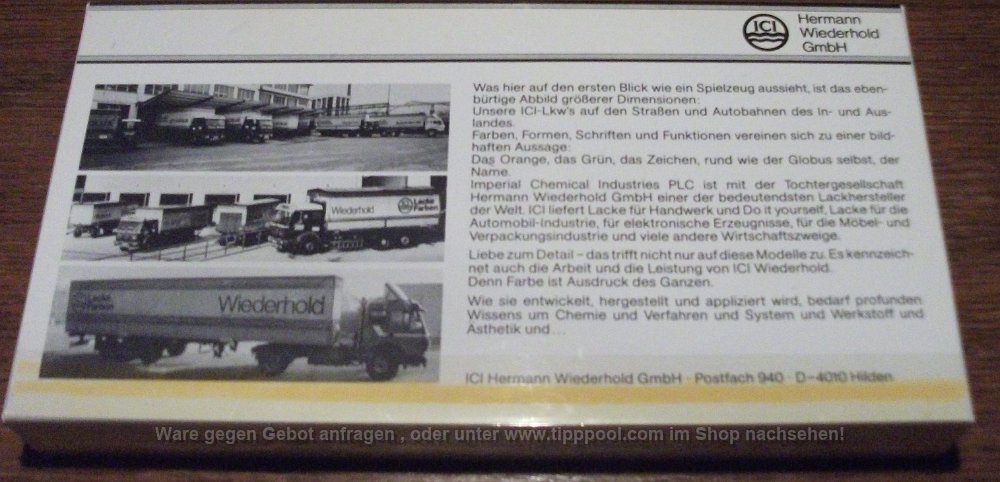 ICI
Hermann
Wiederhold
GmbH
Was hier auf den ersten Blick wie ein Spielzeug aussieht, ist das eben-
bürtige Abbild größerer Dimensionen:
Unsere ICI-Lkw's auf den Straßen und Autobahnen des In- und Aus-
landes.
Farben, Formen, Schriften und Funktionen vereinen sich zu einer bild-
haften Aussage:
Das Orange, das Grün, das Zeichen, rund wie der Globus selbst, der
Name.
Imperial Chemical Industries PLC ist mit der Tochtergesellschaft
Hermann Wiederhold GmbH einer der bedeutendsten Lackhersteller
der Welt. ICI liefert Lacke für Handwerk und Do it yourself, Lacke für die
Automobil-Industrie, für elektronische Erzeugnisse, für die Möbel- und
Verpackungsindustrie und viele andere Wirtschaftszweige.
Liebe zum Detail – das trifft nicht nur auf diese Modelle zu. Es kennzeich-
net auch die Arbeit und die Leistung von ICI Wiederhold.
Denn Farbe ist Ausdruck des Ganzen.
Wie sie entwickelt, hergestellt und appliziert wird, bedarf profunden
Wissens um Chemie und Verfahren und System und Werkstoff und
Ästhetik und...
ICI Hermann Wiederhold GmbH · Postfach 940 · D-4010 Hilden
Wiederhold
ICI
Lacke
Farben
Lacke
Farben
Wiederhold
Ware gegen Gebot anfragen , oder unter www.tipppool.com im Shop nachsehen!